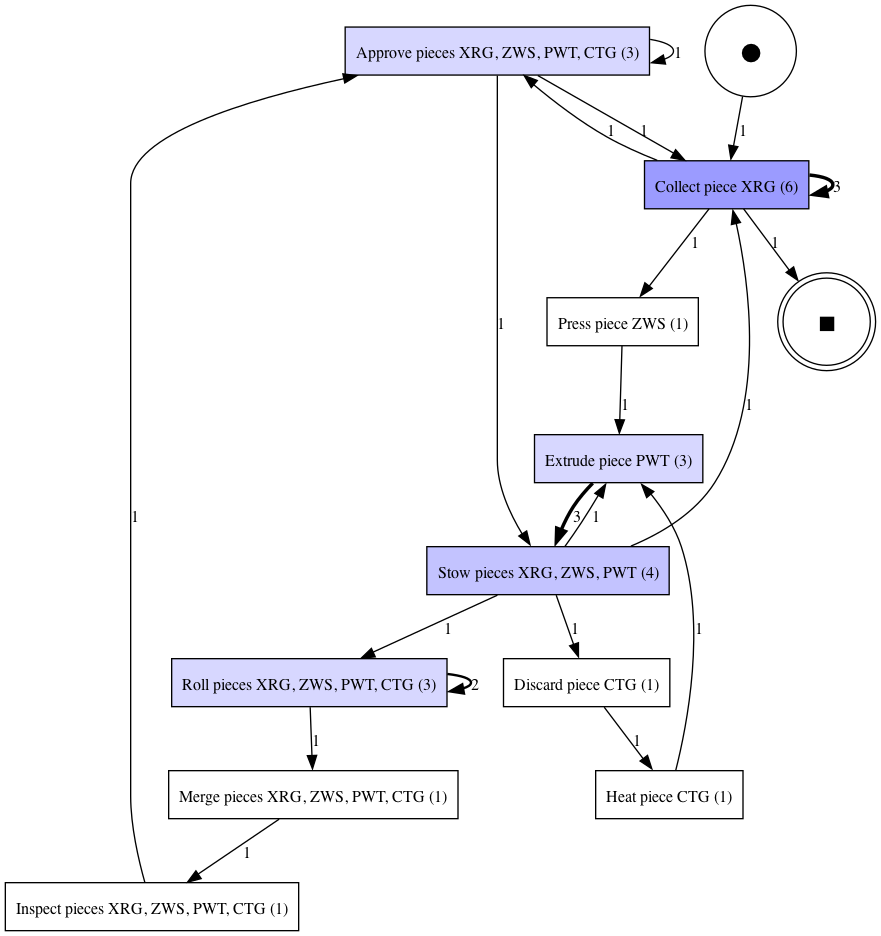 Approve pieces XRG, ZWS, PWT, CTG (3)
1
1
1
1
Collect piece XRG (6)
3
1
1
Press piece ZWS (1)
1
1
1
Extrude piece PWT (3)
1
3
1
Stow pieces XRG, ZWS, PWT (4)
1
1
1
Roll pieces XRG, ZWS, PWT, CTG (3)
2
Discard piece CTG (1)
1
1
Merge pieces XRG, ZWS, PWT, CTG (1)
Heat piece CTG (1)
1
Inspect pieces XRG, ZWS, PWT, CTG (1)